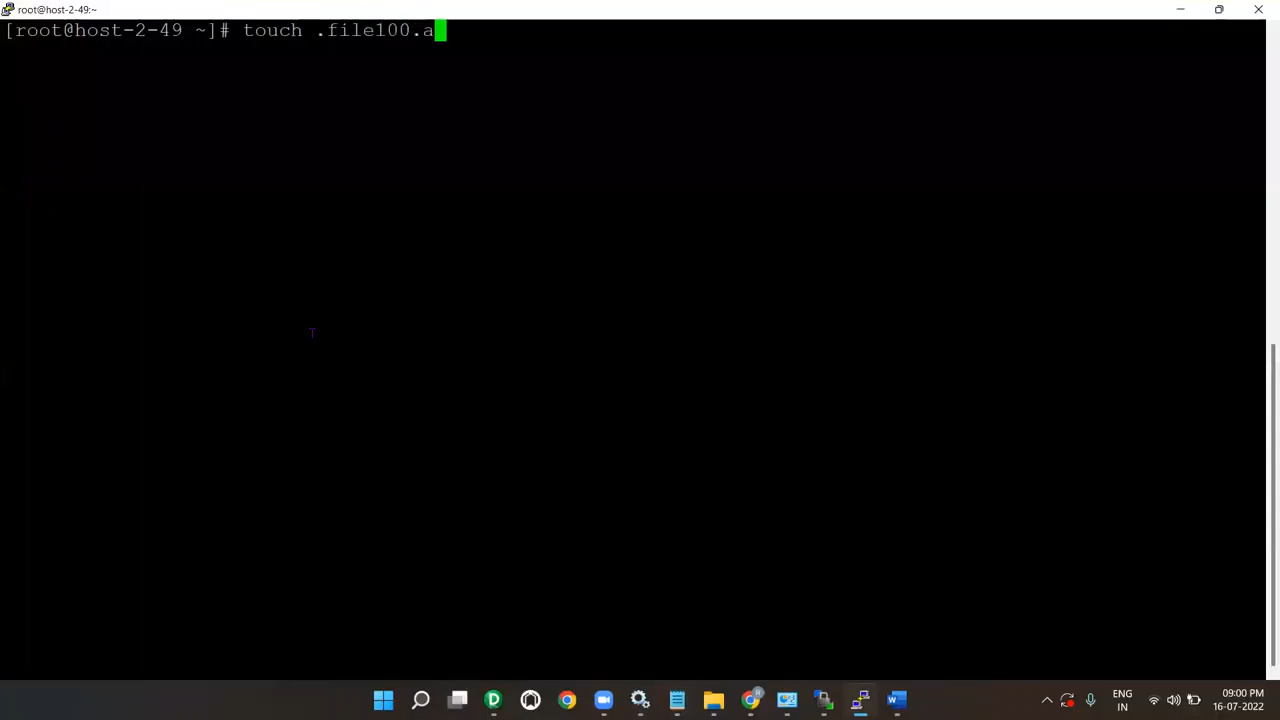 root@host-2-49:~
[root@host-2-49 ~]# touch .file100.a
ENG
IN
09:00 PM
16-07-2022